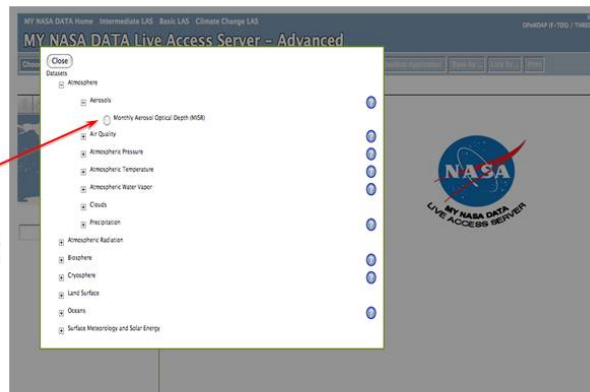 MY NASA DATA Home Intermediate LAS Basic LAS Climate Change LAS
MY NASA DATA Live Access Server – Advanced
Close
Datasets
Atmosphere
Aerosols
Monthly Aerosol Optical Depth (MISR)
Air Quality
Atmospheric Pressure
Atmospheric Temperature
Atmospheric Water Vapor
Clouds
Precipitation
Atmospheric Radiation
Biosphere
Cryosphere
Land Surface
Oceans
Surface Meteorology and Solar Energy
Print
NASA
MY NASA DATA
LIVE ACCESS SERVER